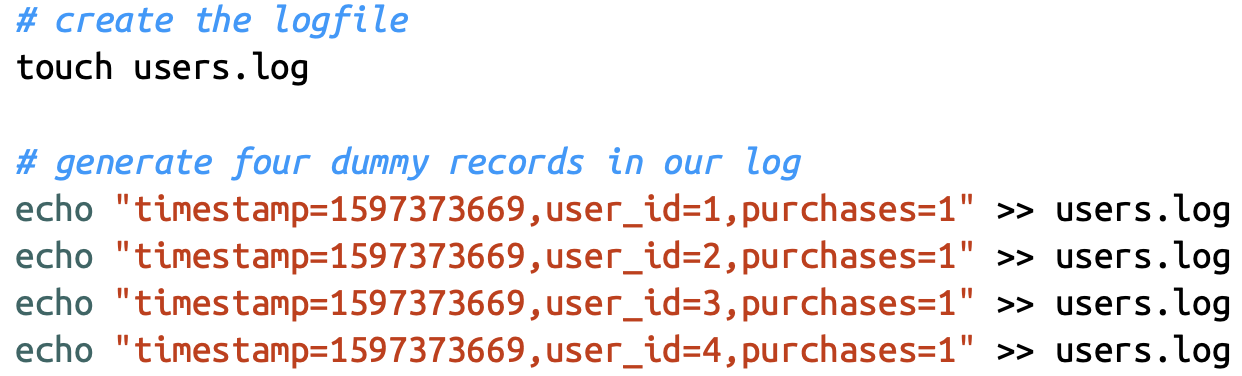 # create the logfile
touch users.log
# generate four dummy records in our log
echo "timestamp=1597373669,user_id=1,purchases=1" >> users.log
echo "timestamp=1597373669,user_id=2,purchases=1" >> users.log
echo "timestamp=1597373669,user_id=3,purchases=1" >> users.log
echo "timestamp=1597373669,user_id=4,purchases=1" >> users.log